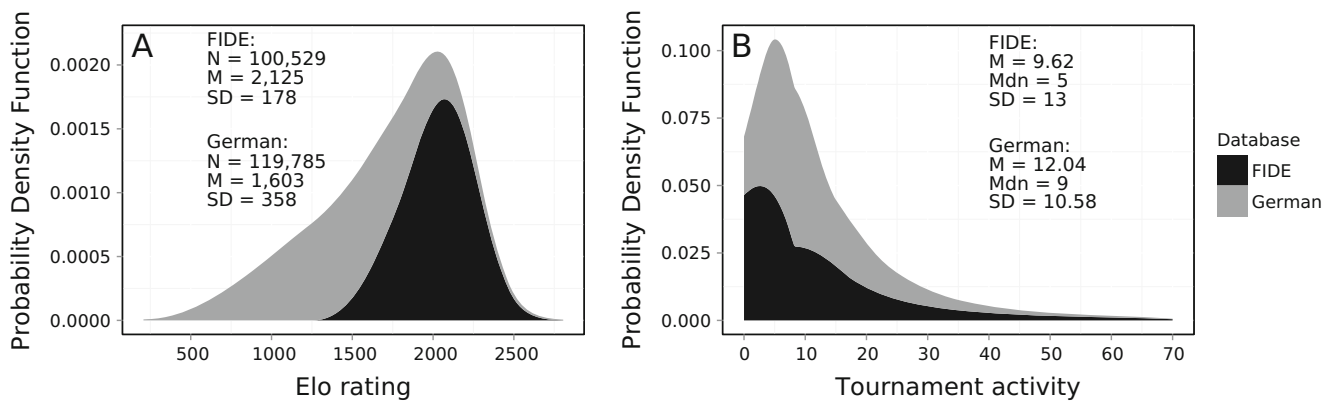 Probability Density Function
A
FIDE:
N = 100,529
M = 2,125
SD = 178
German:
N = 119,785
M = 1,603
SD = 358
0.0020
0.0015
0.0010
0.0005
0.0000
500 1000 1500 2000 2500
Elo rating
Probability Density Function
B
FIDE:
M = 9.62
Mdn = 5
SD = 13
German:
M = 12.04
Mdn = 9
SD = 10.58
0.100
0.075
0.050
0.025
0.000
0 10 20 30 40 50 60 70
Tournament activity
Database
FIDE
German